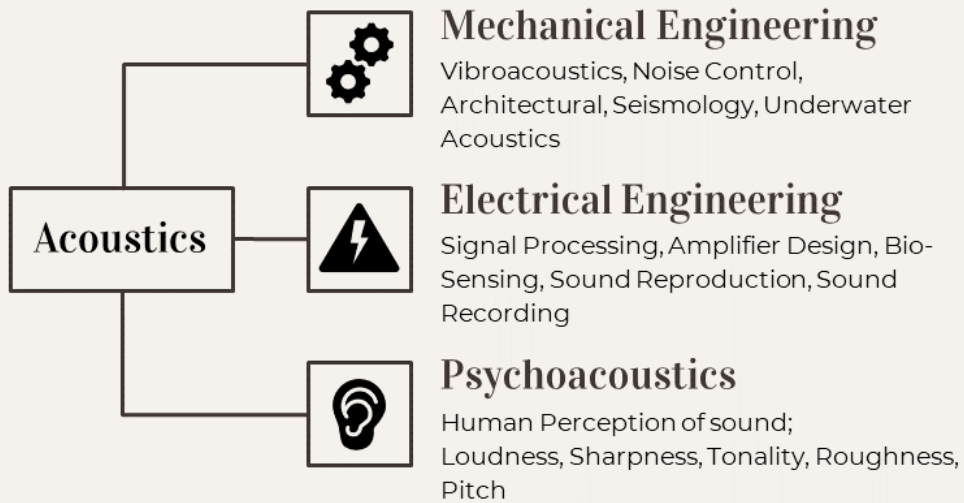 Mechanical Engineering
Vibroacoustics, Noise Control,
Architectural, Seismology, Underwater
Acoustics
Acoustics
Electrical Engineering
Signal Processing, Amplifier Design, Bio-
Sensing, Sound Reproduction, Sound
Recording
Psychoacoustics
Human Perception of sound;
Loudness, Sharpness, Tonality, Roughness,
Pitch